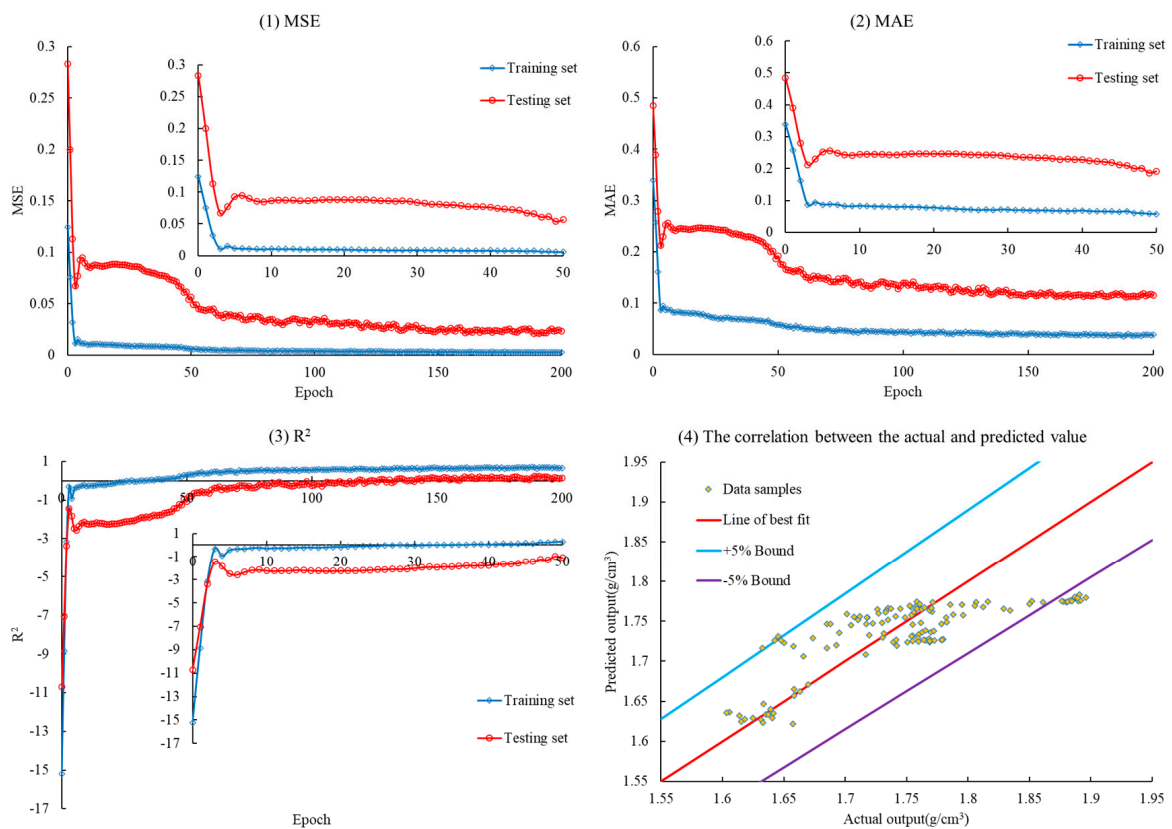 (1) MSE
0.3
0.25
0.2
0.15
0.1
0.05
0
MSE
0 50 100 150 200
Epoch
0.3
0.25
0.2
0.15
0.1
0.05
0
0 10 20 30 40 50
Training set
Testing set
(2) MAE
0.6
0.5
0.4
0.3
0.2
0.1
0
MAE
0 50 100 150 200
Epoch
0.6
0.5
0.4
0.3
0.2
0.1
0
0 10 20 30 40 50
Training set
Testing set
(3) R²
1
-1
-3
-5
-7
-9
-11
-13
-15
-17
R²
0 50 100 150 200
Epoch
1
-1
-3
-5
-7
-9
-11
-13
-15
-17
0 10 20 30 40 50
Training set
Testing set
(4) The correlation between the actual and predicted value
1.95
1.9
1.85
1.8
1.75
1.7
1.65
1.6
1.55
Predicted output(g/cm³)
Data samples
Line of best fit
+5% Bound
-5% Bound
1.55 1.6 1.65 1.7 1.75 1.8 1.85 1.9 1.95
Actual output(g/cm³)